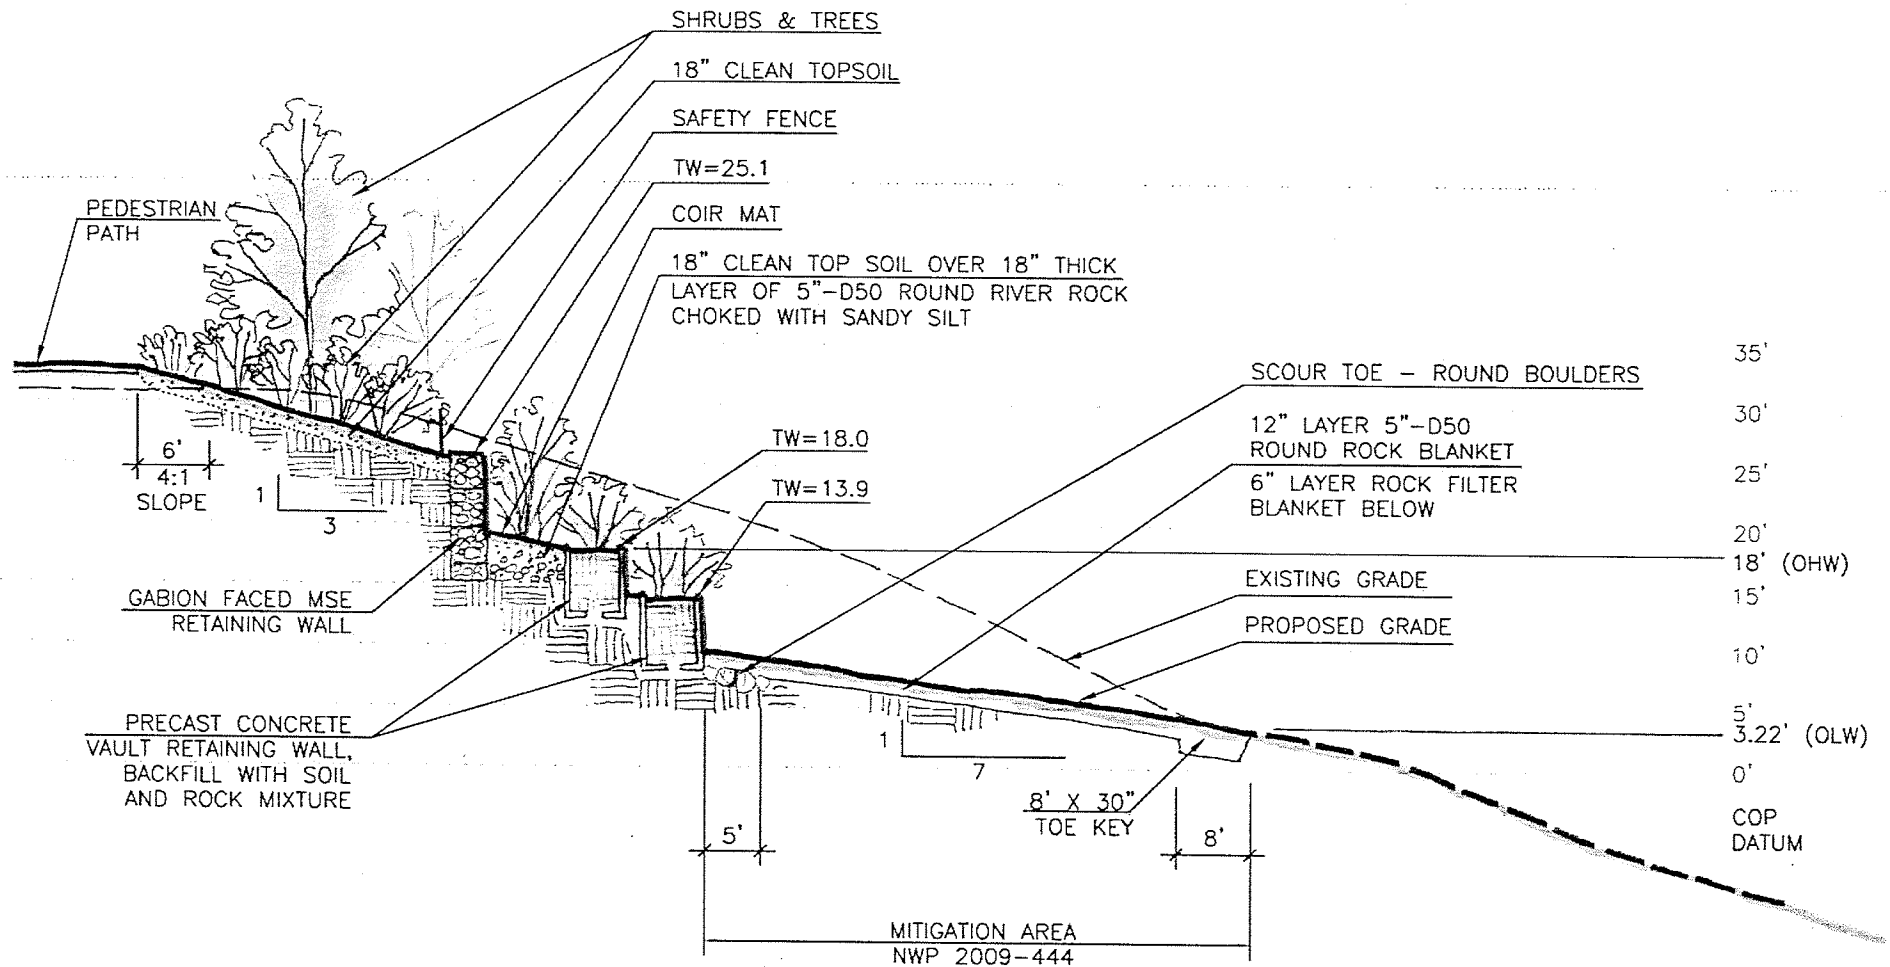 SHRUBS & TREES
18" CLEAN TOPSOIL
SAFETY FENCE
TW=25.1
COIR MAT
18" CLEAN TOP SOIL OVER 18" THICK
LAYER OF 5"-D50 ROUND RIVER ROCK
CHOKED WITH SANDY SILT
PEDESTRIAN
PATH
6'
4:1
SLOPE
1
3
TW=18.0
TW=13.9
SCOUR TOE - ROUND BOULDERS
12" LAYER 5"-D50
ROUND ROCK BLANKET
6" LAYER ROCK FILTER
BLANKET BELOW
35'
30'
25'
20'
18' (OHW)
15'
10'
5'
3.22' (OLW)
0'
COP
DATUM
EXISTING GRADE
PROPOSED GRADE
GABION FACED MSE
RETAINING WALL
PRECAST CONCRETE
VAULT RETAINING WALL,
BACKFILL WITH SOIL
AND ROCK MIXTURE
1
7
8' X 30"
TOE KEY
5'
8'
MITIGATION AREA
NWP 2009-444